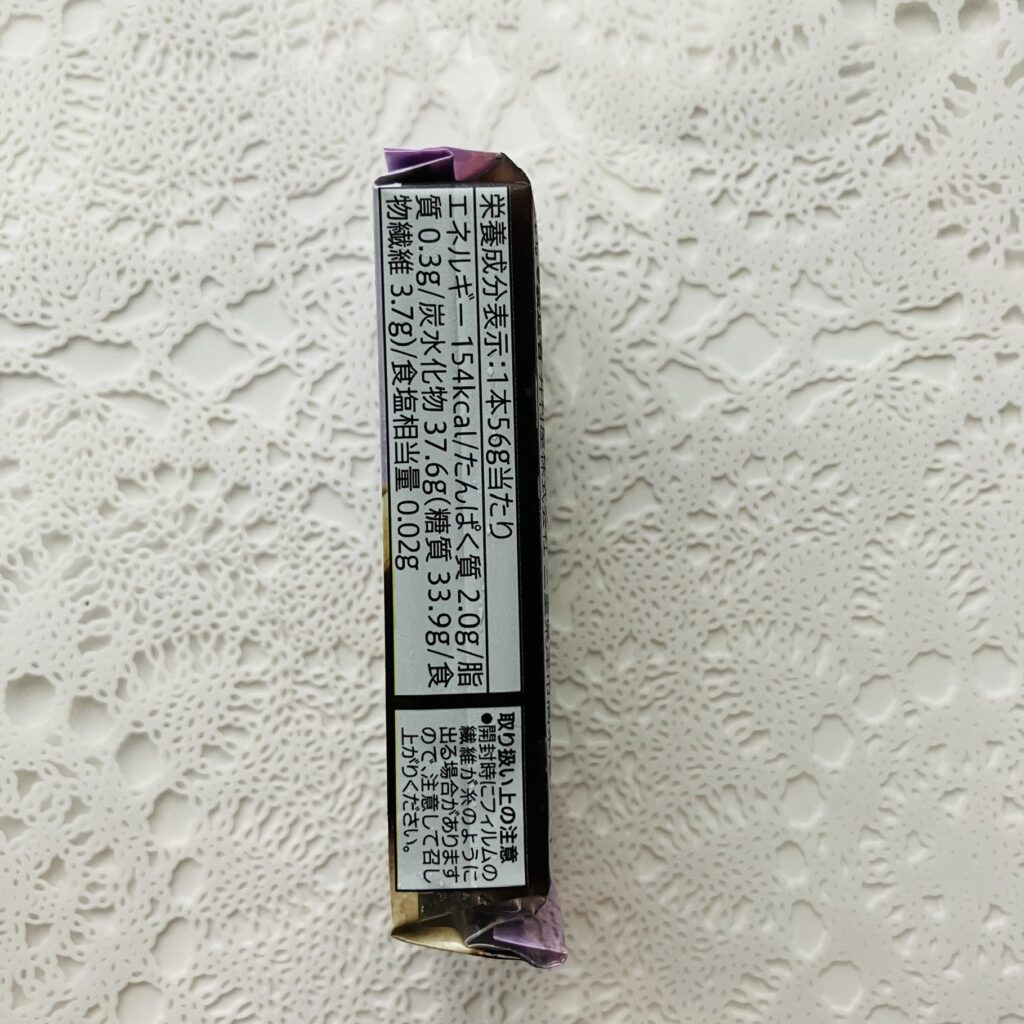 栄養成分表示：1本56g当たり
エネルギー 154kcal/たんぱく質 2.0g/脂
質 0.3g/炭水化物 37.6g(糖質 33.9g/食
物繊維 3.7g)/食塩相当量 0.02g
取り扱い上の注意
●開封時にフィルムの
繊維が糸のように
出る場合があります
ので、注意して召し
上がりください。